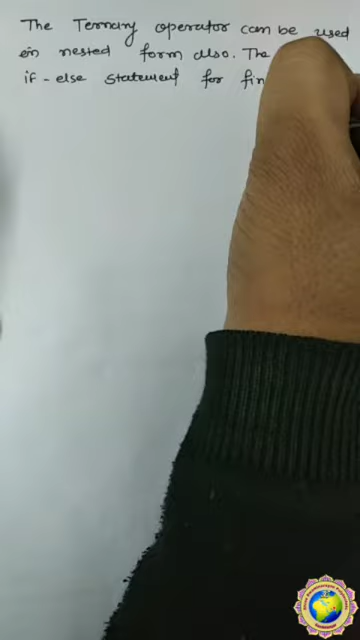 The Ternary operator can be used
in nested form also. The
if-else statement for fin